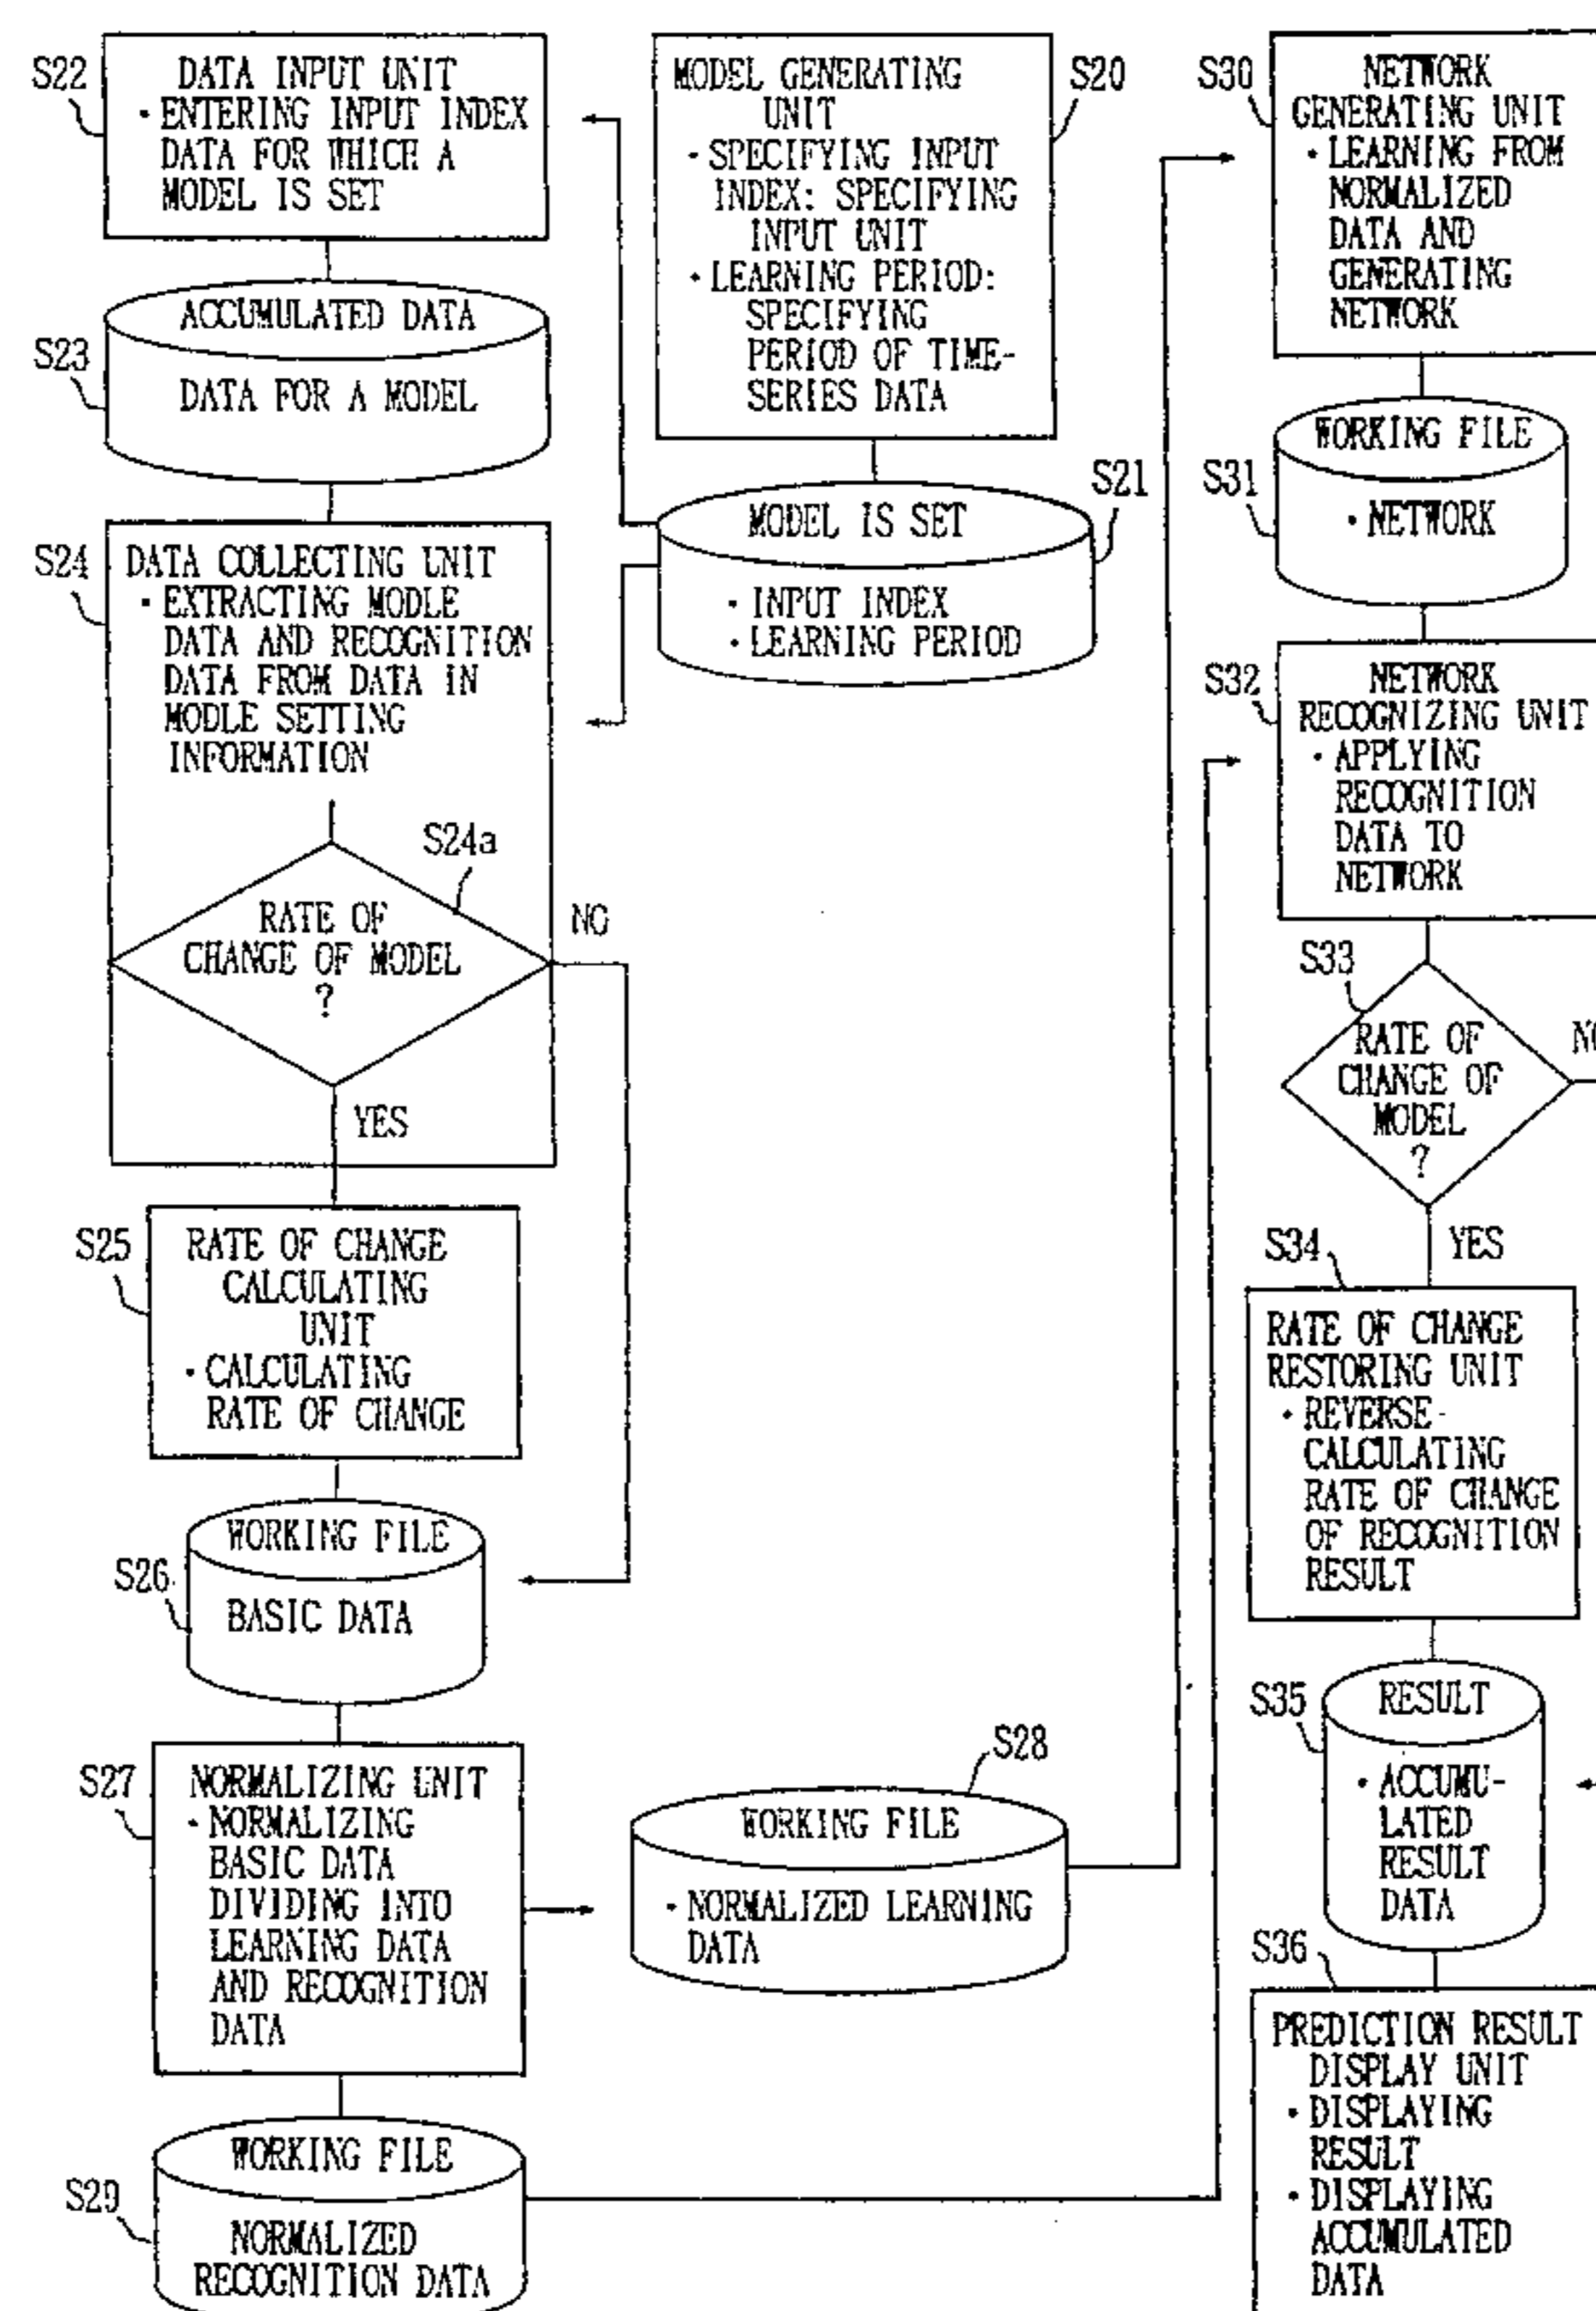 S22
DATA INPUT UNIT
・ENTERING INPUT INDEX
DATA FOR WHICH A
MODEL IS SET
S23
ACCUMULATED DATA
DATA FOR A MODEL
S24
DATA COLLECTING UNIT
・EXTRACTING MODLE
DATA AND RECOGNITION
DATA FROM DATA IN
MODLE SETTING
INFORMATION
S24a
RATE OF
CHANGE OF MODEL
?
NO
YES
S25
RATE OF CHANGE
CALCULATING
UNIT
・CALCULATING
RATE OF CHANGE
S26
WORKING FILE
BASIC DATA
S27
NORMALIZING UNIT
・NORMALIZING
BASIC DATA
DIVIDING INTO
LEARNING DATA
AND RECOGNITION
DATA
S29
WORKING FILE
NORMALIZED
RECOGNITION DATA
S20
MODEL GENERATING
UNIT
・SPECIFYING INPUT
INDEX: SPECIFYING
INPUT UNIT
・LEARNING PERIOD:
SPECIFYING
PERIOD OF TIME-
SERIES DATA
S21
MODEL IS SET
・INPUT INDEX
・LEARNING PERIOD
S28
WORKING FILE
・NORMALIZED LEARNING
DATA
S30
NETWORK
GENERATING UNIT
・LEARNING FROM
NORMALIZED
DATA AND
GENERATING
NETWORK
S31
WORKING FILE
・NETWORK
S32
NETWORK
RECOGNIZING UNIT
・APPLYING
RECOGNITION
DATA TO
NETWORK
S33
RATE OF
CHANGE OF
MODEL
?
NO
YES
S34
RATE OF CHANGE
RESTORING UNIT
・REVERSE-
CALCULATING
RATE OF CHANGE
OF RECOGNITION
RESULT
S35
RESULT
・ACCUMU-
LATED
RESULT
DATA
S36
PREDICTION RESULT
DISPLAY UNIT
・DISPLAYING
RESULT
・DISPLAYING
ACCUMULATED
DATA